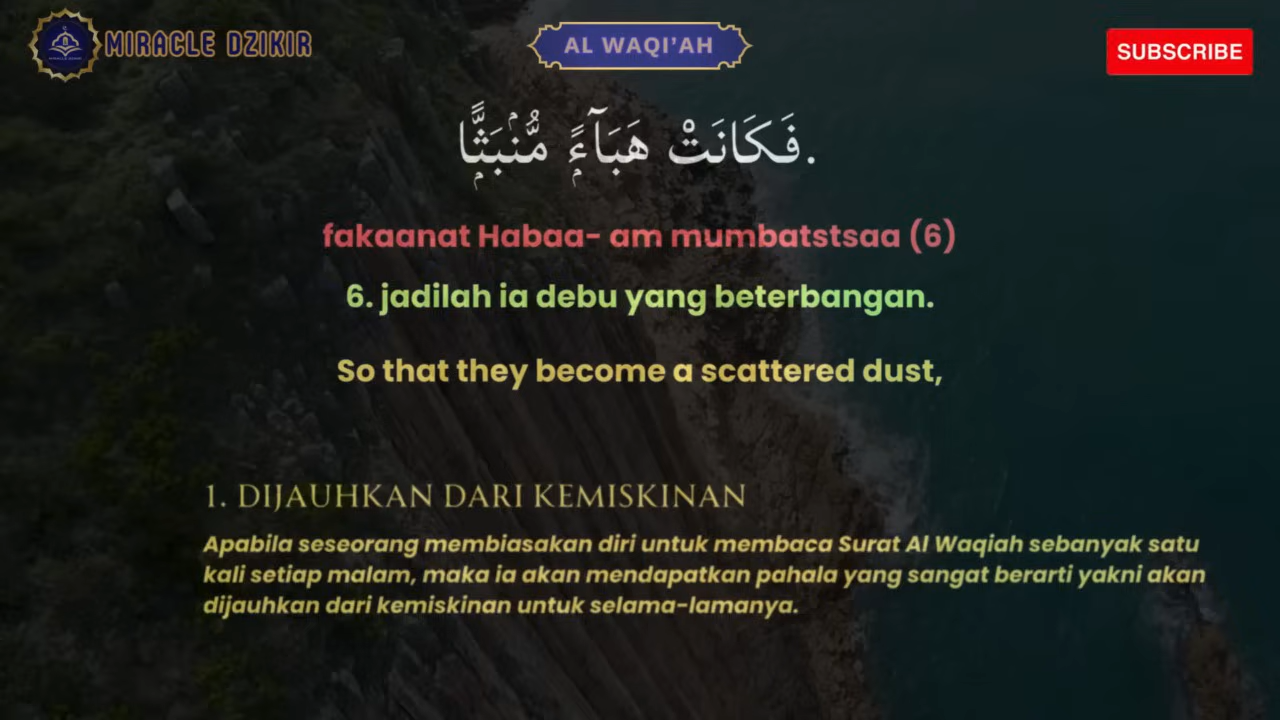 MIRACLE DZIKIR
AL WAQI'AH
SUBSCRIBE
فَكَانَتْ هَبَآءً مُّنۢبَثًّا.
fakaanat Habaa- am mumbatstsaa (6)
6. jadilah ia debu yang beterbangan.
So that they become a scattered dust,
1. DIJAUHKAN DARI KEMISKINAN
Apabila seseorang membiasakan diri untuk membaca Surat Al Waqiah sebanyak satu
kali setiap malam, maka ia akan mendapatkan pahala yang sangat berarti yakni akan
dijauhkan dari kemiskinan untuk selama-lamanya.